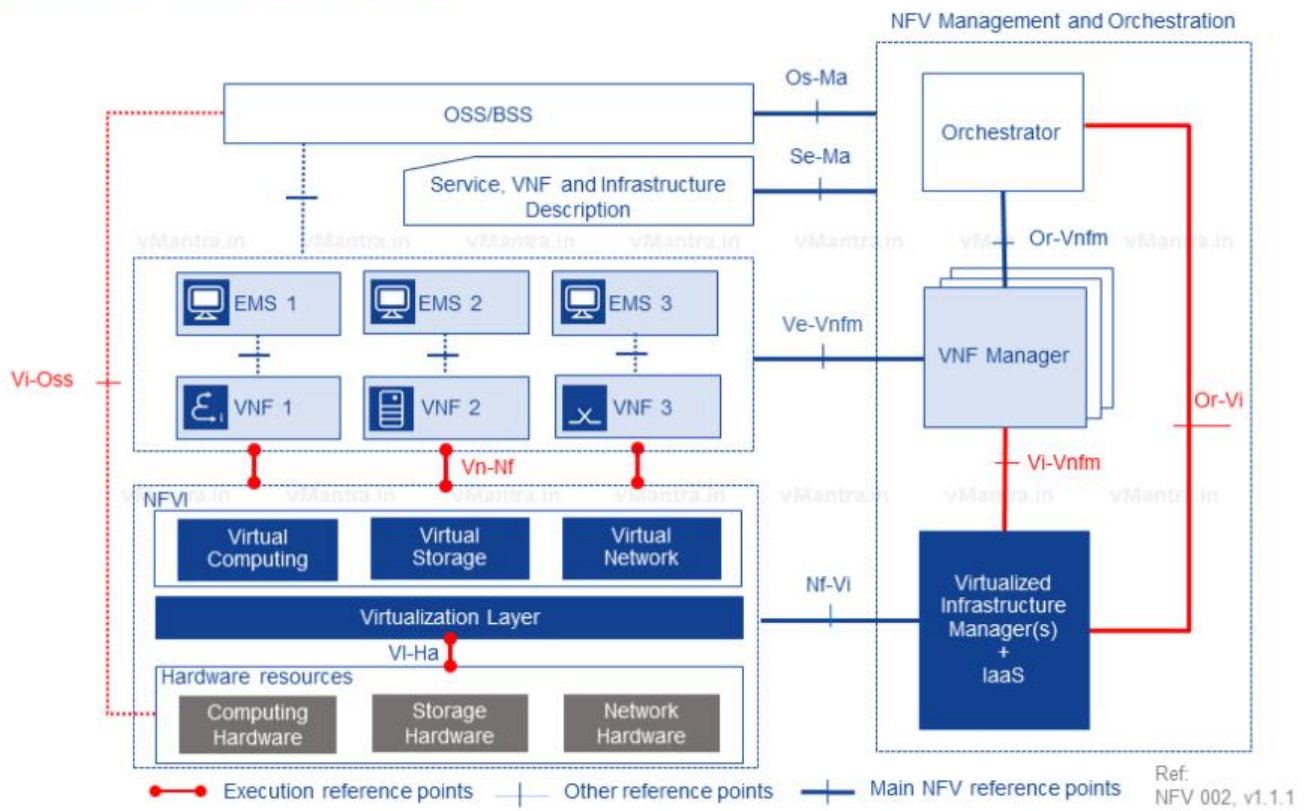 NFV Management and Orchestration
Os-Ma
OSS/BSS
Orchestrator
Se-Ma
Service, VNF and Infrastructure
Description
vMantra.in vMantra.in vMantra.in vMantra.in vMantra.in vMantra.in
Or-Vnfm
EMS 1
EMS 2
EMS 3
Ve-Vnfm
VNF Manager
Vi-Oss
VNF 1
VNF 2
VNF 3
Or-Vi
Vn-Nf
Vi-Vnfm
vMantra.in vMantra.in vMantra.in vMantra.in vMantra.in vMantra.in
NFVI
Virtual
Computing
Virtual
Storage
Virtual
Network
Nf-Vi
Virtualized
Infrastructure
Manager(s)
+
IaaS
Virtualization Layer
VI-Ha
Hardware resources
Computing
Hardware
Storage
Hardware
Network
Hardware
Execution reference points
Other reference points
Main NFV reference points
Ref:
NFV 002, v1.1.1